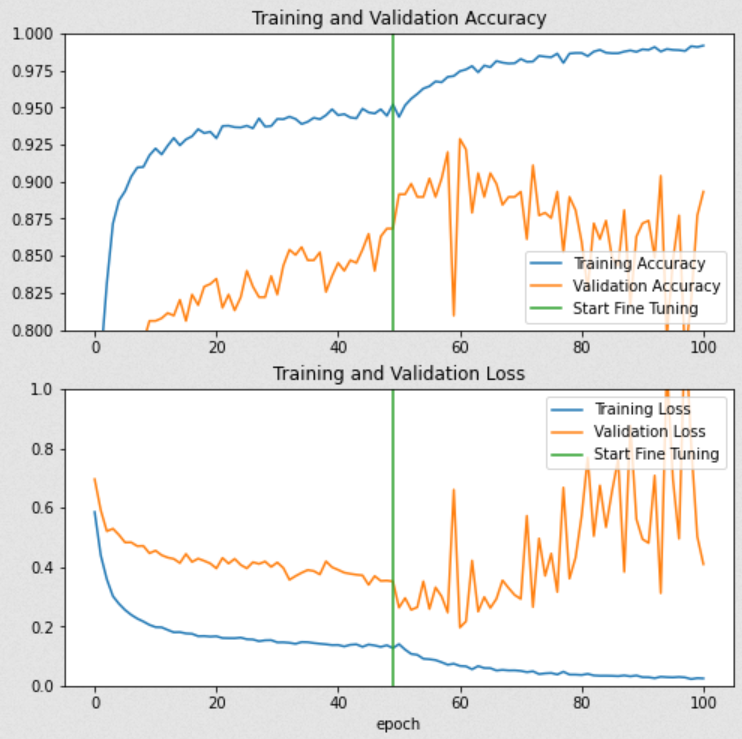 Training and Validation Accuracy
1.000
0.975
0.950
0.925
0.900
0.875
0.850
0.825
0.800
Training Accuracy
Validation Accuracy
Start Fine Tuning
0 20 40 60 80 100
Training and Validation Loss
1.0
0.8
0.6
0.4
0.2
0.0
Training Loss
Validation Loss
Start Fine Tuning
0 20 40 60 80 100
epoch